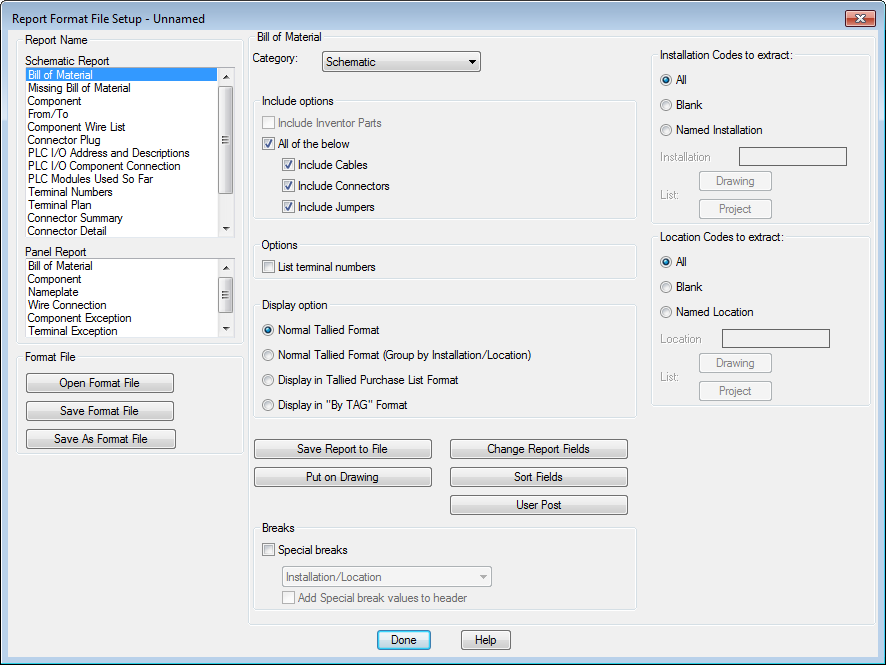 Report Format File Setup - Unnamed
Report Name
Schematic Report
Bill of Material
Missing Bill of Material
Component
From/To
Component Wire List
Connector Plug
PLC I/O Address and Descriptions
PLC I/O Component Connection
PLC Modules Used So Far
Terminal Numbers
Terminal Plan
Connector Summary
Connector Detail
Panel Report
Bill of Material
Component
Nameplate
Wire Connection
Component Exception
Terminal Exception
Format File
Open Format File
Save Format File
Save As Format File
Bill of Material
Category:
Schematic
Include options
Include Inventor Parts
All of the below
Include Cables
Include Connectors
Include Jumpers
Options
List terminal numbers
Display option
Normal Tallied Format
Normal Tallied Format (Group by Installation/Location)
Display in Tallied Purchase List Format
Display in "By TAG" Format
Save Report to File
Change Report Fields
Put on Drawing
Sort Fields
User Post
Breaks
Special breaks
Installation/Location
Add Special break values to header
Installation Codes to extract:
All
Blank
Named Installation
Installation
List:
Drawing
Project
Location Codes to extract:
All
Blank
Named Location
Location
List:
Drawing
Project
Done
Help